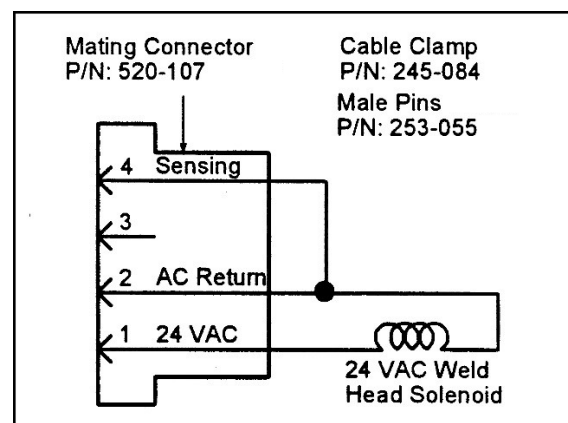 Mating Connector
P/N: 520-107
Cable Clamp
P/N: 245-084
Male Pins
P/N: 253-055
4 Sensing
3
2 AC Return
1 24 VAC
24 VAC Weld
Head Solenoid